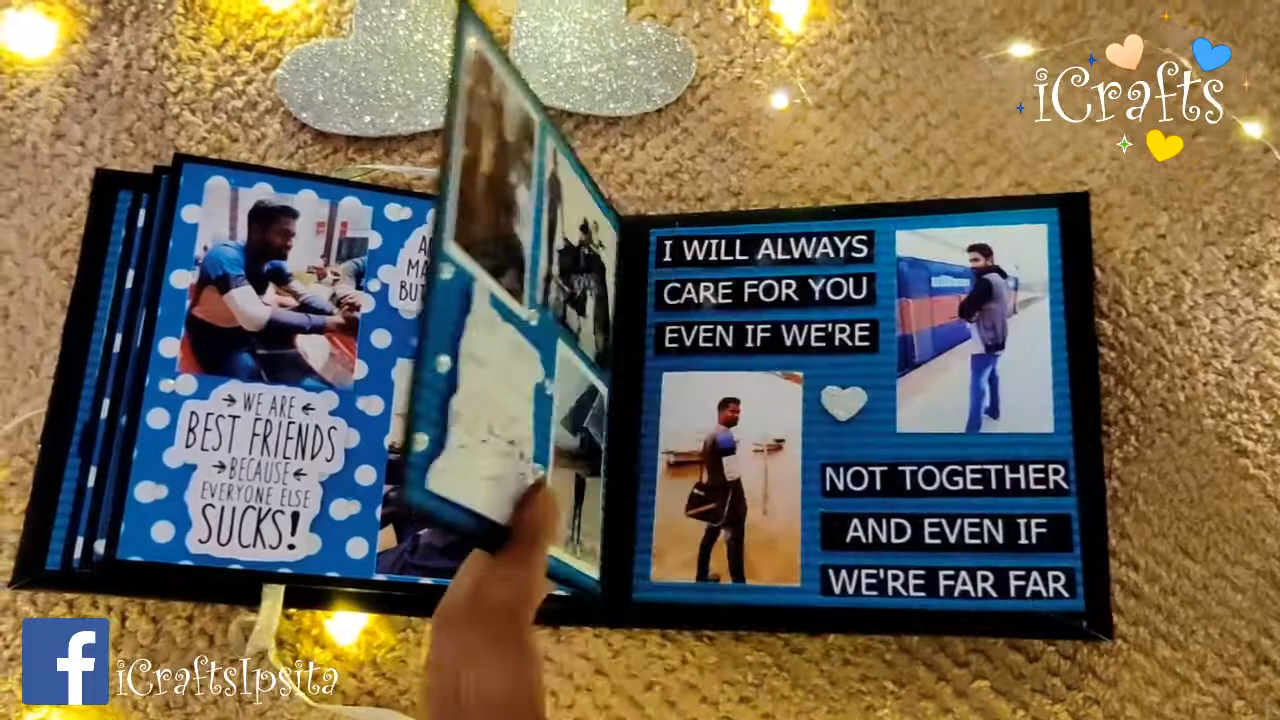 iCrafts
WE ARE
BEST FRIENDS
BECAUSE
EVERYONE ELSE
SUCKS!
I WILL ALWAYS
CARE FOR YOU
EVEN IF WE'RE
NOT TOGETHER
AND EVEN IF
WE'RE FAR FAR
f iCraftsIpsita